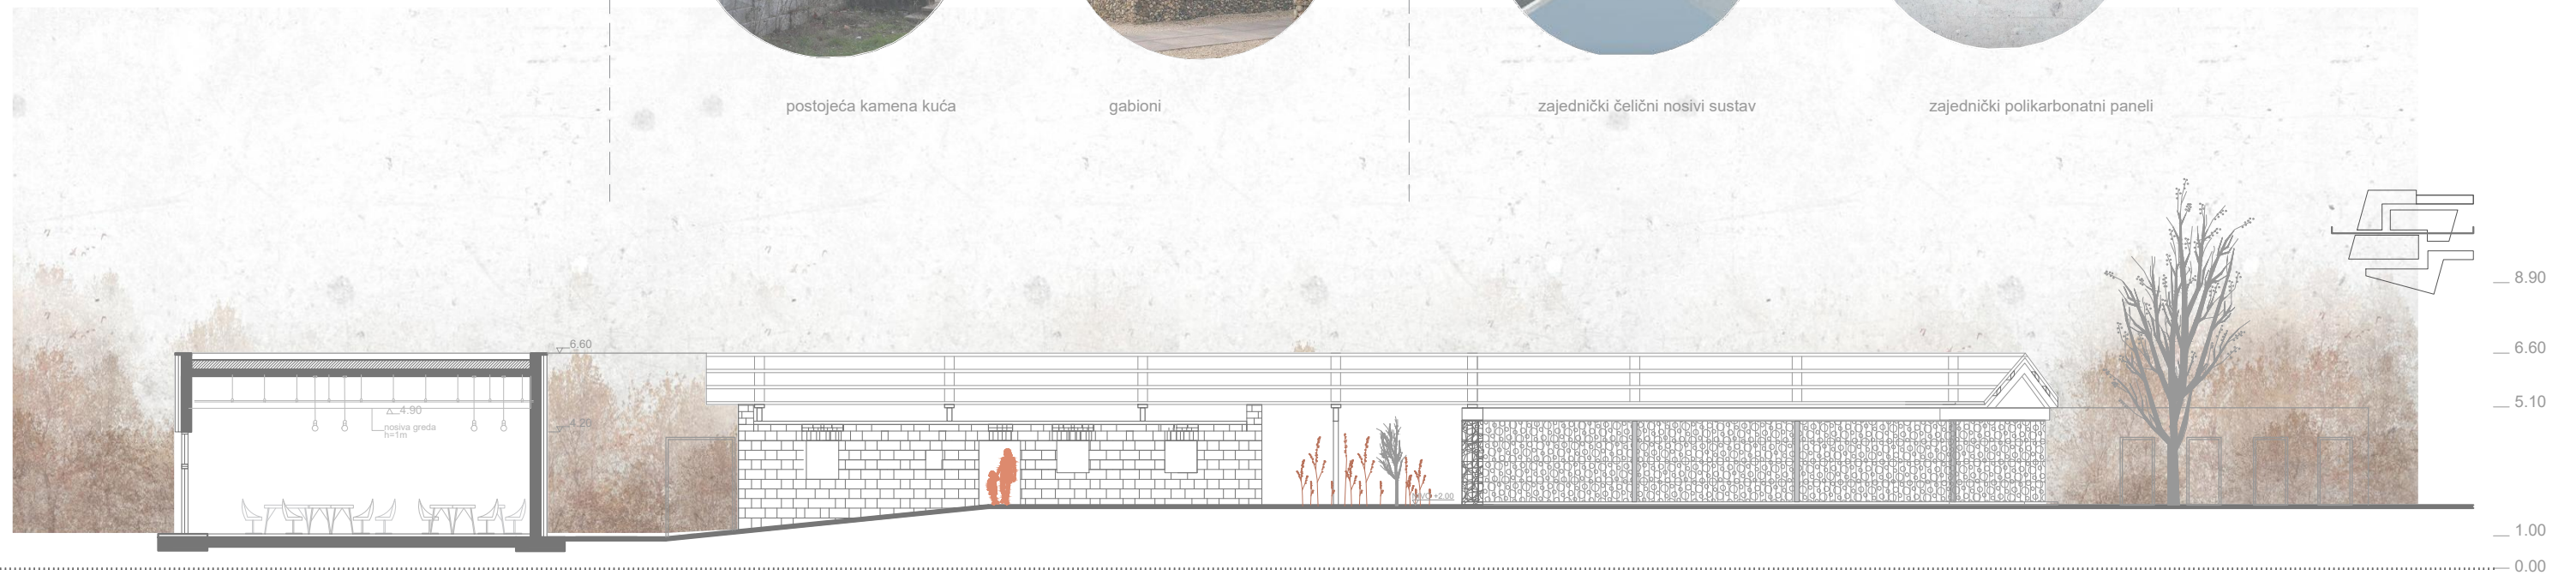 postojeća kamena kuća
gabioni
zajednički čelični nosivi sustav
zajednički polikarbonatni paneli
8.90
6.60
6.60
4.90
nosiva greda
h=1m
4.20
5.10
+2.00
1.00
0.00